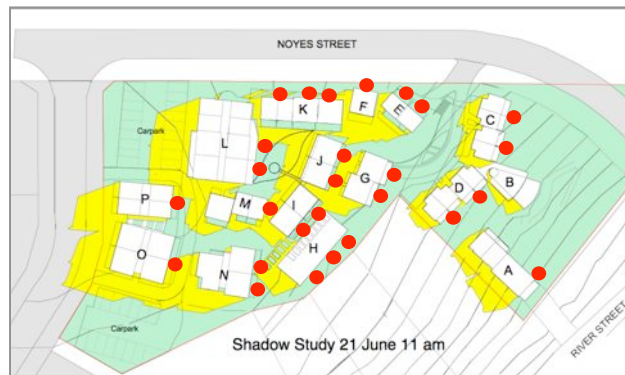 NOYES STREET
K
F
E
C
Carpark
L
J
G
B
D
P
M
I
H
O
N
A
Carpark
Shadow Study 21 June 11 am
RIVER STREET